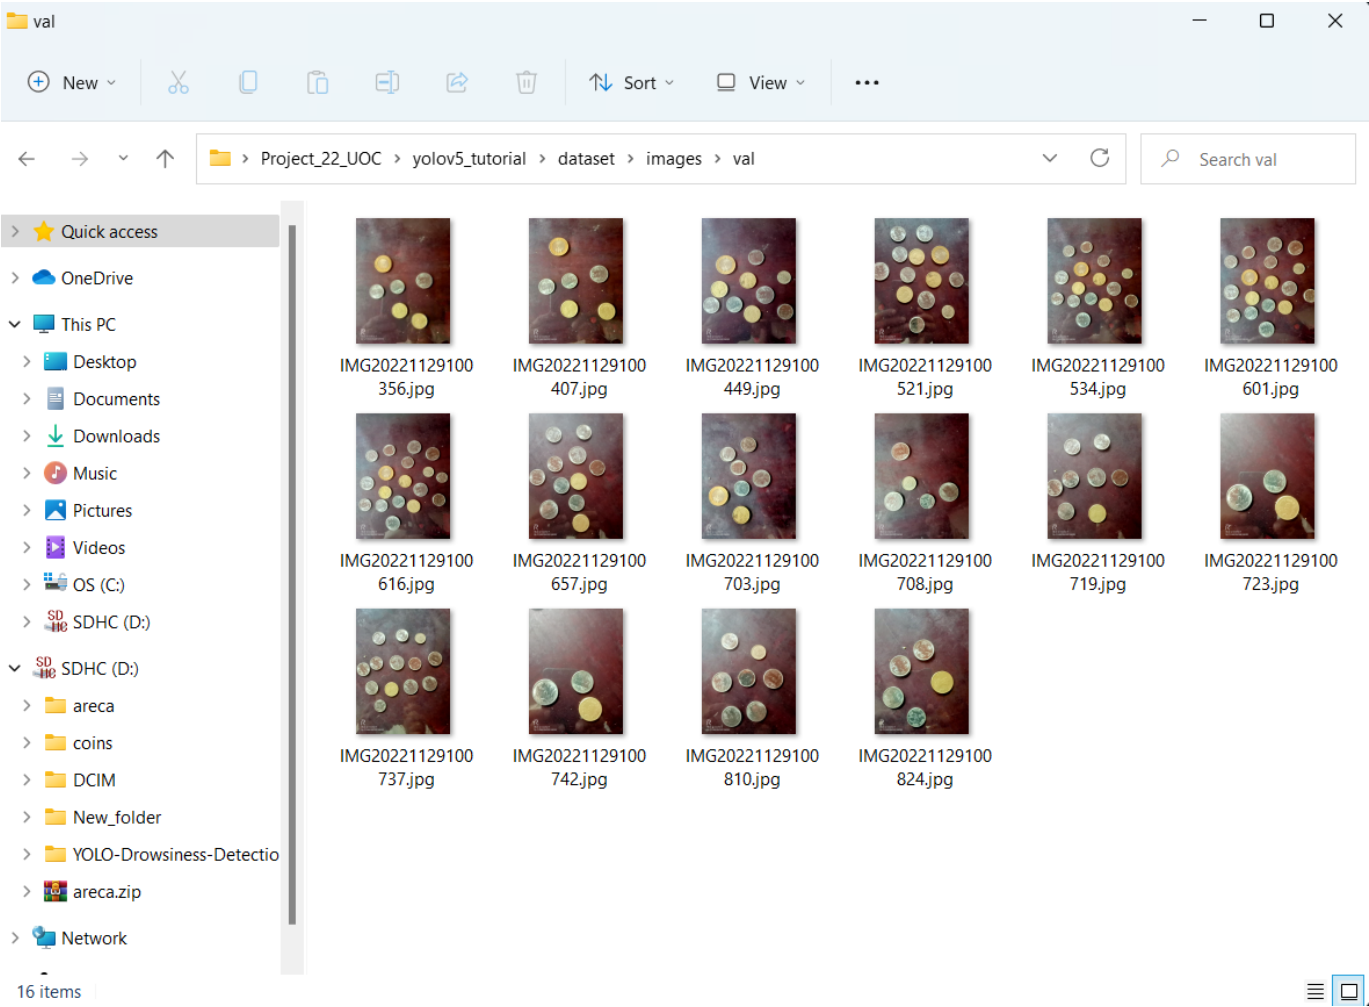 val
New
Sort
View
Project_22_UOC > yolov5_tutorial > dataset > images > val
Search val
Quick access
OneDrive
This PC
Desktop
Documents
Downloads
Music
Pictures
Videos
OS (C:)
SD HC SDHC (D:)
SD HC SDHC (D:)
areca
coins
DCIM
New_folder
YOLO-Drowsiness-Detectio
areca.zip
Network
IMG20221129100
356.jpg
IMG20221129100
407.jpg
IMG20221129100
449.jpg
IMG20221129100
521.jpg
IMG20221129100
534.jpg
IMG20221129100
601.jpg
IMG20221129100
616.jpg
IMG20221129100
657.jpg
IMG20221129100
703.jpg
IMG20221129100
708.jpg
IMG20221129100
719.jpg
IMG20221129100
723.jpg
IMG20221129100
737.jpg
IMG20221129100
742.jpg
IMG20221129100
810.jpg
IMG20221129100
824.jpg
16 items